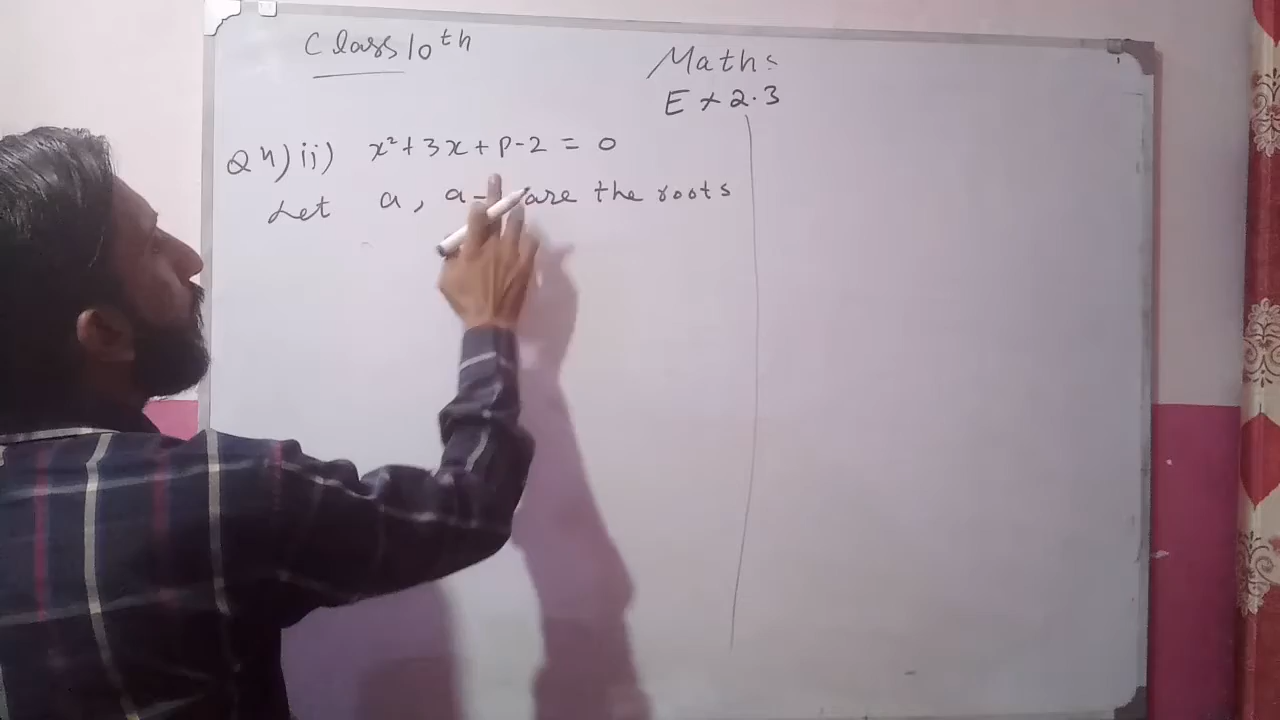 Class 10th
Maths
Ex 2.3
Q4) ii) x²+3x+p-2 = 0
Let a, a- are the roots